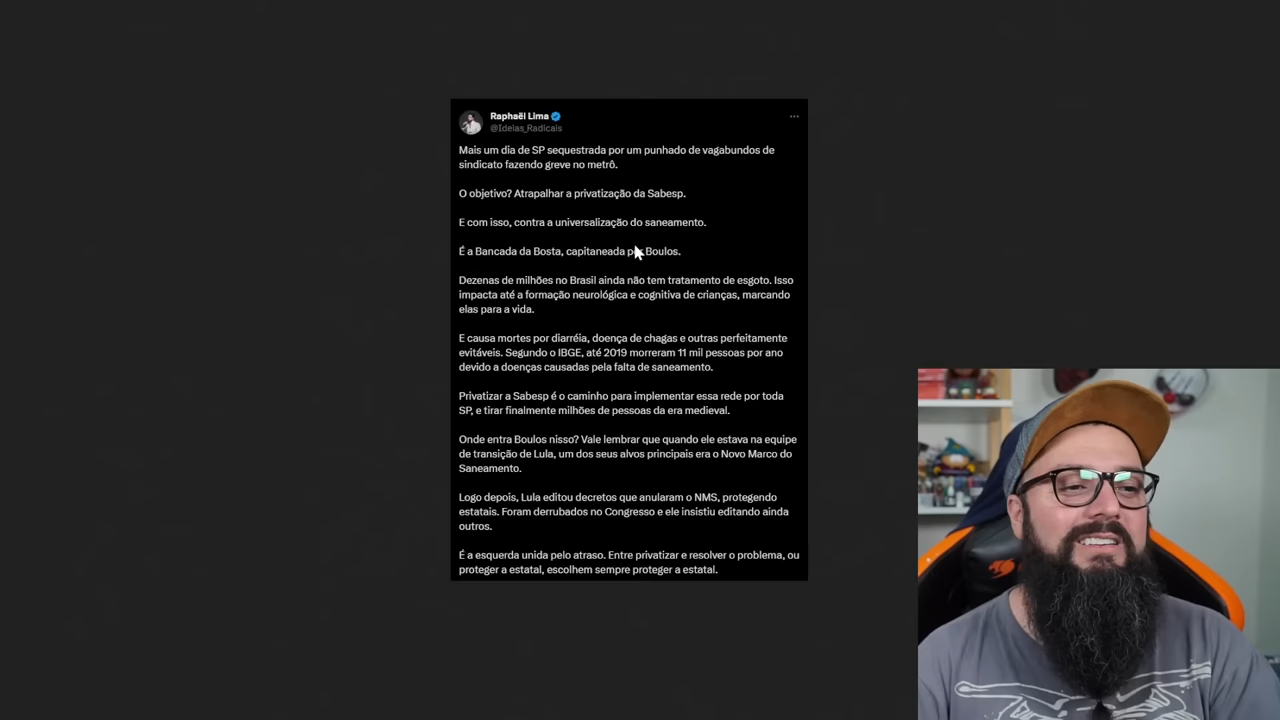 Raphaël Lima
@Ideias_Radicais
Mais um dia de SP sequestrada por um punhado de vagabundos de
sindicato fazendo greve no metrô.
O objetivo? Atrapalhar a privatização da Sabesp.
E com isso, contra a universalização do saneamento.
É a Bancada da Bosta, capitaneada Boulos.
Dezenas de milhões no Brasil ainda não tem tratamento de esgoto. Isso
impacta até a formação neurológica e cognitiva de crianças, marcando
elas para a vida.
E causa mortes por diarréia, doença de chagas e outras perfeitamente
evitáveis. Segundo o IBGE, até 2019 morreram 11 mil pessoas por ano
devido a doenças causadas pela falta de saneamento.
Privatizar a Sabesp é o caminho para implementar essa rede por toda
SP, e tirar finalmente milhões de pessoas da era medieval.
Onde entra Boulos nisso? Vale lembrar que quando ele estava na equipe
de transição de Lula, um dos seus alvos principais era o Novo Marco do
Saneamento.
Logo depois, Lula editou decretos que anularam o NMS, protegendo
estatais. Foram derrubados no Congresso e ele insistiu editando ainda
outros.
É a esquerda unida pelo atraso. Entre privatizar e resolver o problema, ou
proteger a estatal, escolhem sempre proteger a estatal.